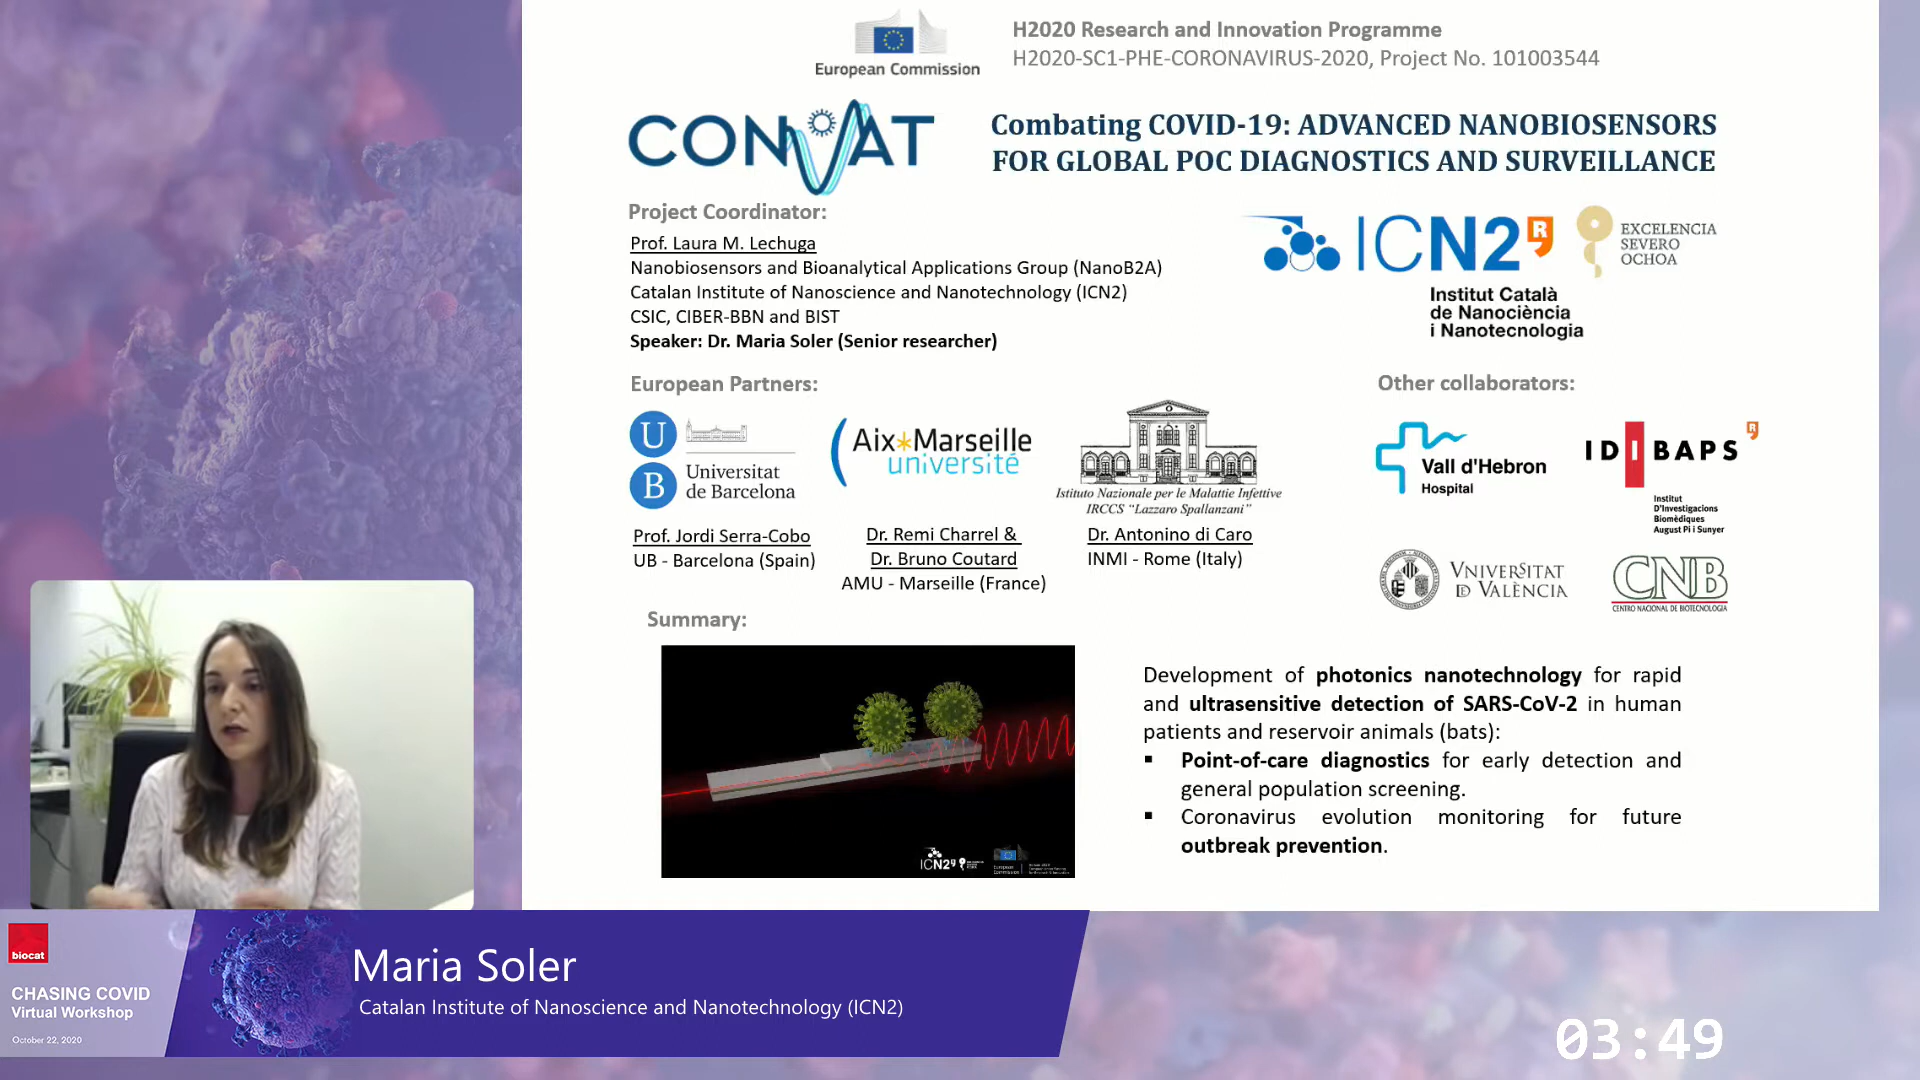 European Commission
H2020 Research and Innovation Programme
H2020-SC1-PHE-CORONAVIRUS-2020, Project No. 101003544
CONVAT
Combating COVID-19: ADVANCED NANOBIOSENSORS
FOR GLOBAL POC DIAGNOSTICS AND SURVEILLANCE
Project Coordinator:
Prof. Laura M. Lechuga
Nanobiosensors and Bioanalytical Applications Group (NanoB2A)
Catalan Institute of Nanoscience and Nanotechnology (ICN2)
CSIC, CIBER-BBN and BIST
Speaker: Dr. Maria Soler (Senior researcher)
ICN2R
Institut Català
de Nanociència
i Nanotecnologia
EXCELENCIA
SEVERO
OCHOA
European Partners:
U
B
Universitat
de Barcelona
Prof. Jordi Serra-Cobo
UB - Barcelona (Spain)
Aix*Marseille
université
Dr. Remi Charrel &
Dr. Bruno Coutard
AMU - Marseille (France)
Istituto Nazionale per le Malattie Infettive
IRCCS "Lazzaro Spallanzani"
Dr. Antonino di Caro
INMI - Rome (Italy)
Other collaborators:
Vall d'Hebron
Hospital
IDIBAPS R
Institut
D'Investigacions
Biomèdiques
August Pi i Sunyer
VNIVERSITAT
DE VALÈNCIA
CNB
CENTRO NACIONAL DE BIOTECNOLOGIA
Summary:
ICN2
European
Commission
Development of photonics nanotechnology for rapid
and ultrasensitive detection of SARS-CoV-2 in human
patients and reservoir animals (bats):
▪ Point-of-care diagnostics for early detection and
general population screening.
▪ Coronavirus evolution monitoring for future
outbreak prevention.
biocat
CHASING COVID
Virtual Workshop
October 22, 2020
Maria Soler
Catalan Institute of Nanoscience and Nanotechnology (ICN2)
03:49